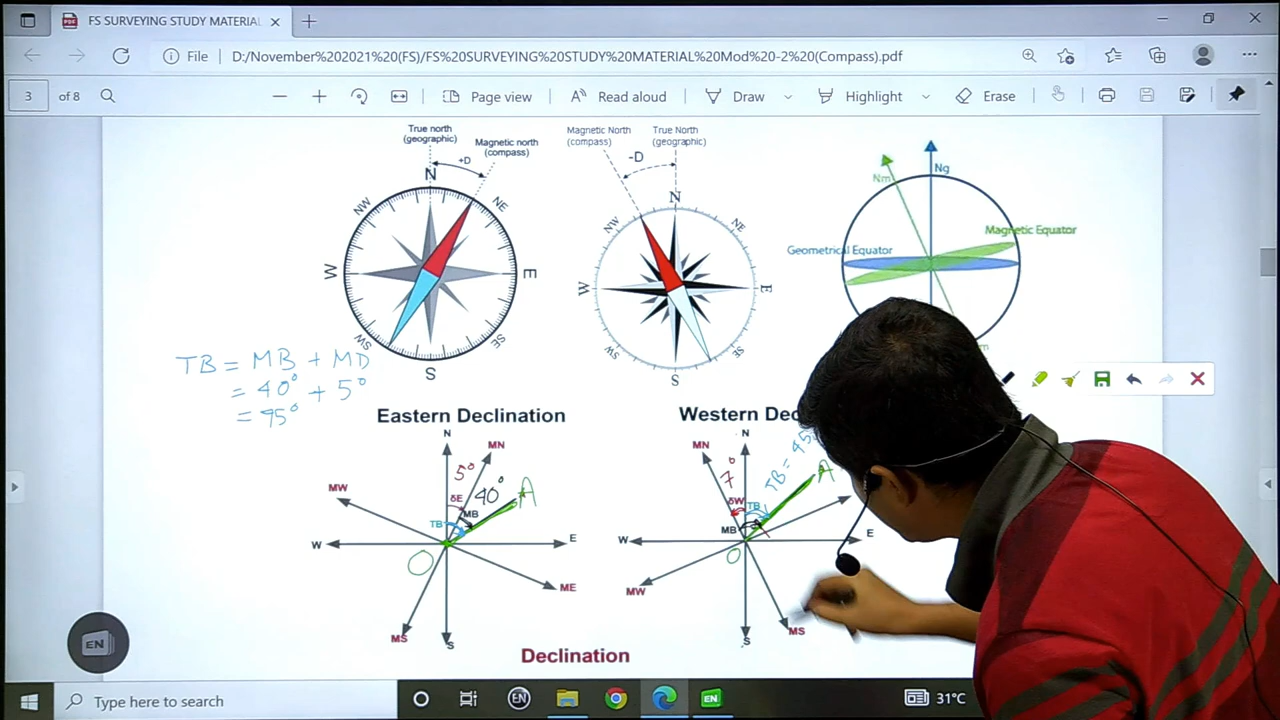 FS SURVEYING STUDY MATERIAL
File
D:/November%202021%20(FS)/FS%20SURVEYING%20STUDY%20MATERIAL%20Mod%20-2%20(Compass).pdf
3 of 8
Page view
Read aloud
Draw
Highlight
Erase
True north
(geographic)
Magnetic north
(compass)
+D
N
NW
NE
W
E
SW
SE
S
Magnetic North
(compass)
True North
(geographic)
-D
N
NW
NE
W
E
SW
SE
S
Nm
Ng
Magnetic Equator
Geometrical Equator
TB = MB + MD
= 40° + 5°
= 45°
Eastern Declination
Western Dec
N
MN
5°
40°
A
MW
δE
MB
TB
W
E
O
ME
MS
S
N
MN
7°
TB = 45
A
δW
TB
MB
W
E
O
MW
MS
S
Declination
EN
Type here to search
EN
EN
31°C